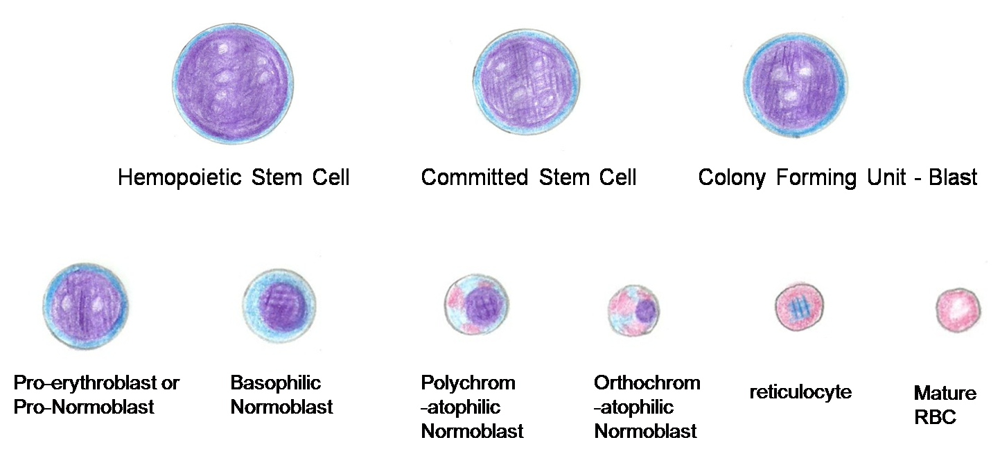 Hemopoietic Stem Cell
Committed Stem Cell
Colony Forming Unit - Blast
Pro-erythroblast or
Pro-Normoblast
Basophilic
Normoblast
Polychrom
-atophilic
Normoblast
Orthochrom
-atophilic
Normoblast
reticulocyte
Mature
RBC